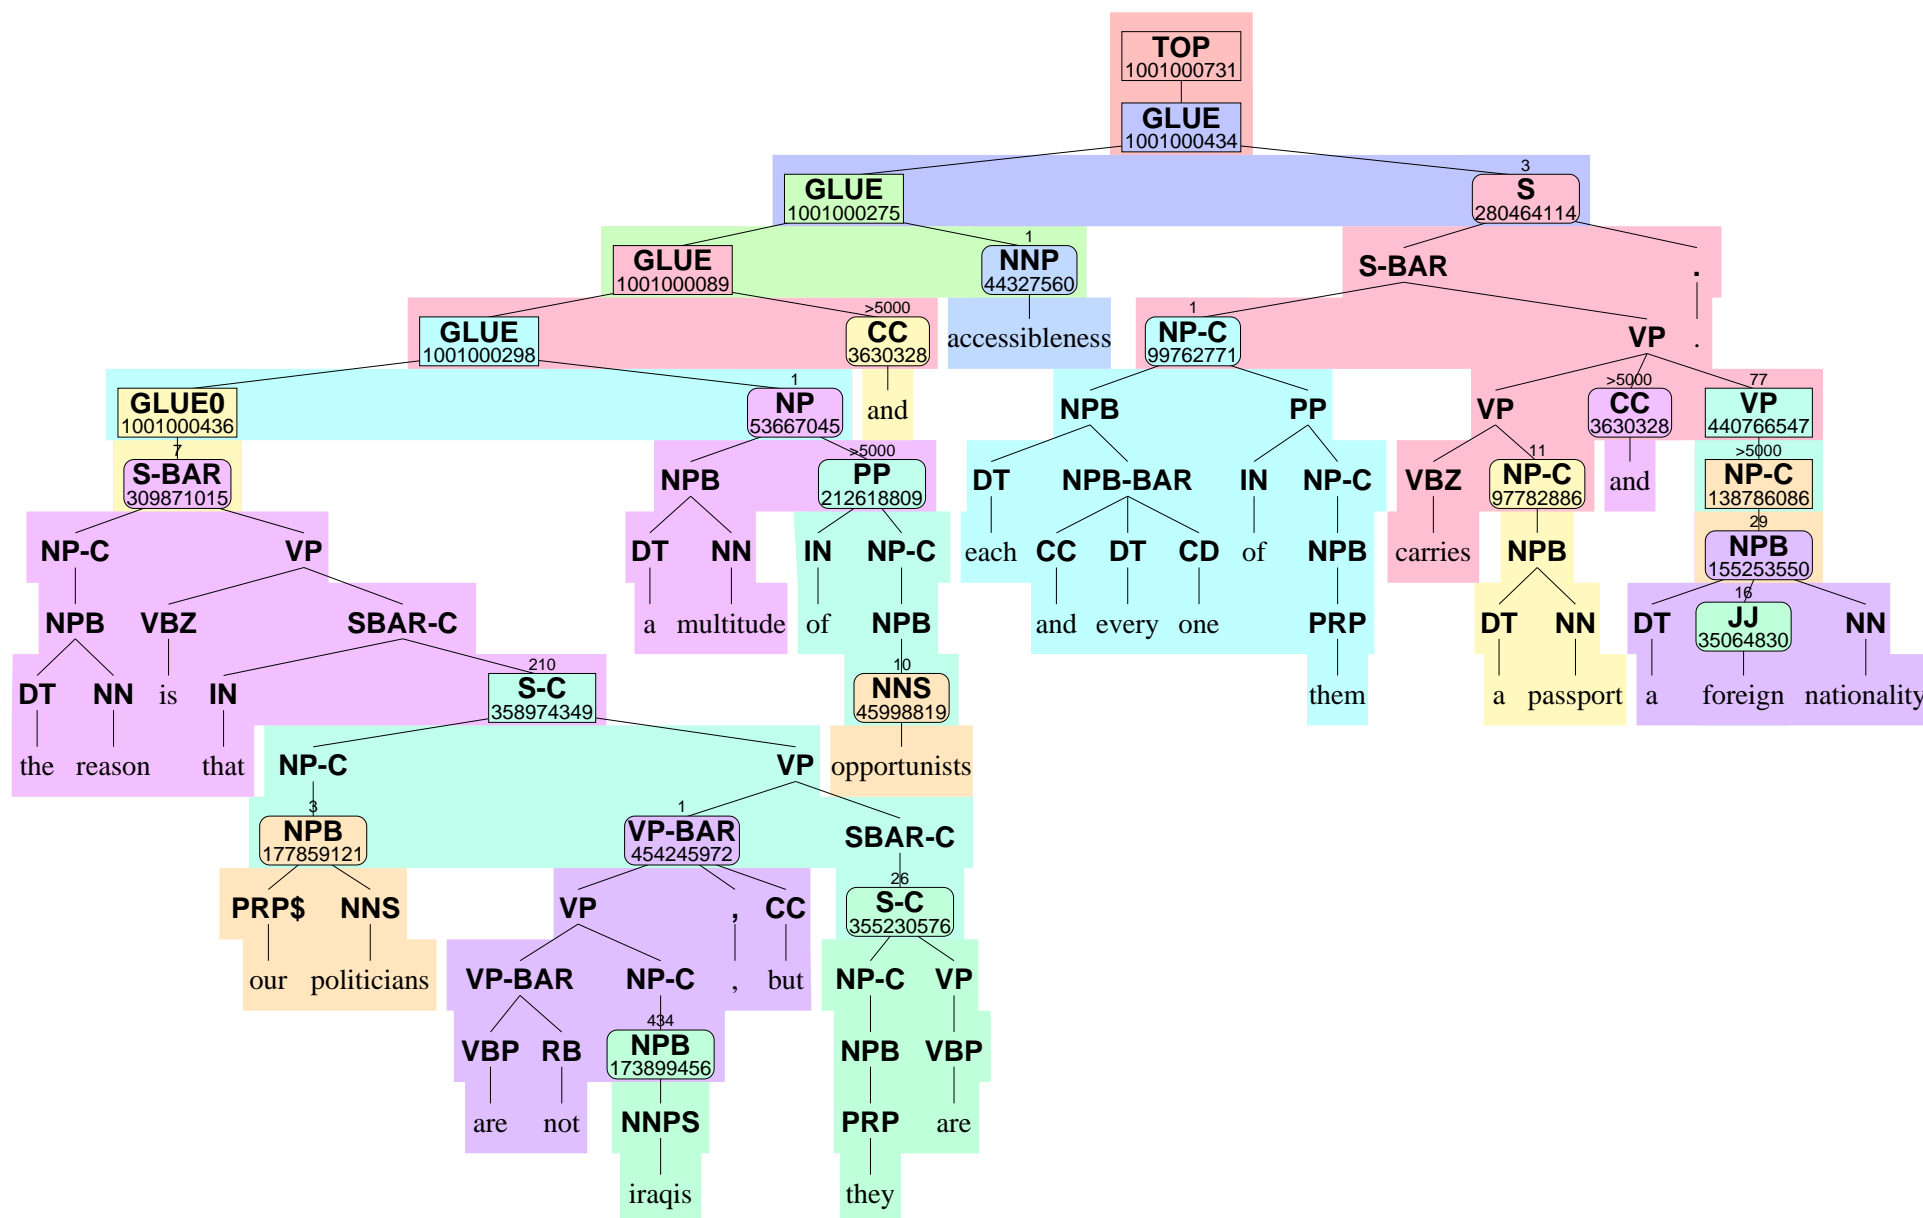 TOP
1001000731
GLUE
1001000434
3
GLUE S
1001000275 280464114
1
GLUE NNP S-BAR .
1001000089 44327560
>5000 1
GLUE CC accessibleness NP-C VP .
1001000298 3630328 99762771
1 >5000 77
GLUE0 NP and NPB PP VP CC VP
1001000436 53667045 3630328 440766547
7 >5000 11 >5000
S-BAR NPB PP DT NPB-BAR IN NP-C VBZ NP-C and NP-C
309871015 212618809 97782886 138786086
29
NP-C VP DT NN IN NP-C each CC DT CD of NPB carries NPB NPB
155253550
16
NPB VBZ SBAR-C a multitude of NPB and every one PRP DT NN DT JJ NN
35064830
210 10
DT NN is IN S-C NNS them a passport a foreign nationality
358974349 45998819
the reason that NP-C VP opportunists
3 1
NPB VP-BAR SBAR-C
177859121 454245972
26
PRP$ NNS VP , CC S-C
355230576
our politicians VP-BAR NP-C , but NP-C VP
434
VBP RB NPB NPB VBP
173899456
are not NNPS PRP are
iraqis they